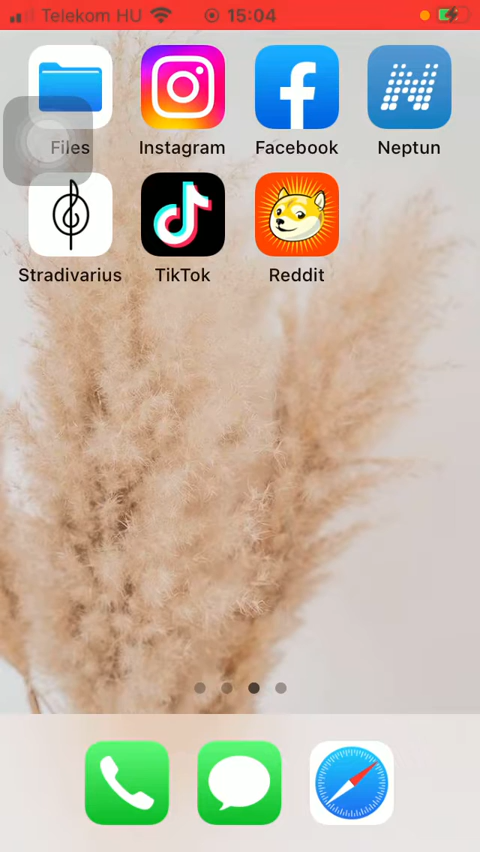 Telekom HU 15:04
Files Instagram Facebook Neptun
Stradivarius TikTok Reddit